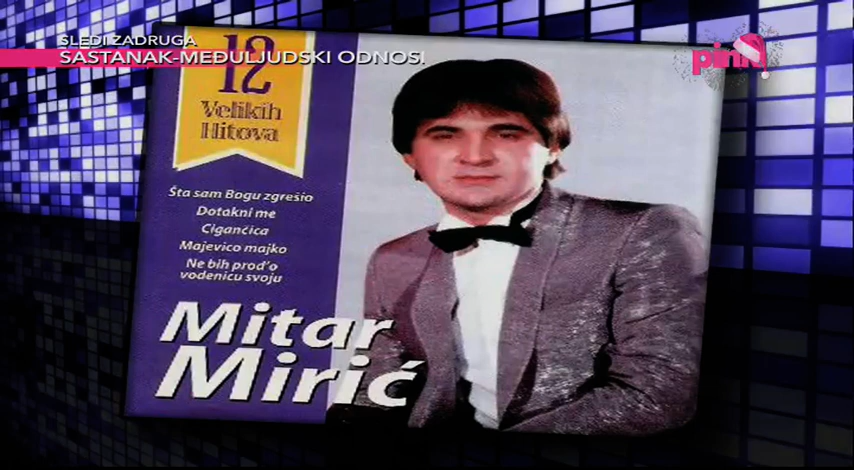 SLEDI ZADRUGA
SASTANAK-MEĐULJUDSKI ODNOSI
pink
12
Velikih
Hitova
Šta sam Bogu zgrešio
Dotakni me
Cigančica
Majevico majko
Ne bih prod'o
vodenicu svoju
Mitar
Mirić